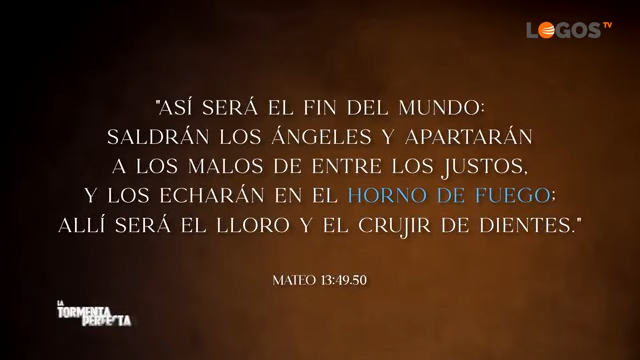 LOGOS TV
"ASÍ SERÁ EL FIN DEL MUNDO:
SALDRÁN LOS ÁNGELES Y APARTARÁN
A LOS MALOS DE ENTRE LOS JUSTOS,
Y LOS ECHARÁN EN EL HORNO DE FUEGO;
ALLÍ SERÁ EL LLORO Y EL CRUJIR DE DIENTES."
MATEO 13:49.50
LA
TORMENTA
PERFECTA